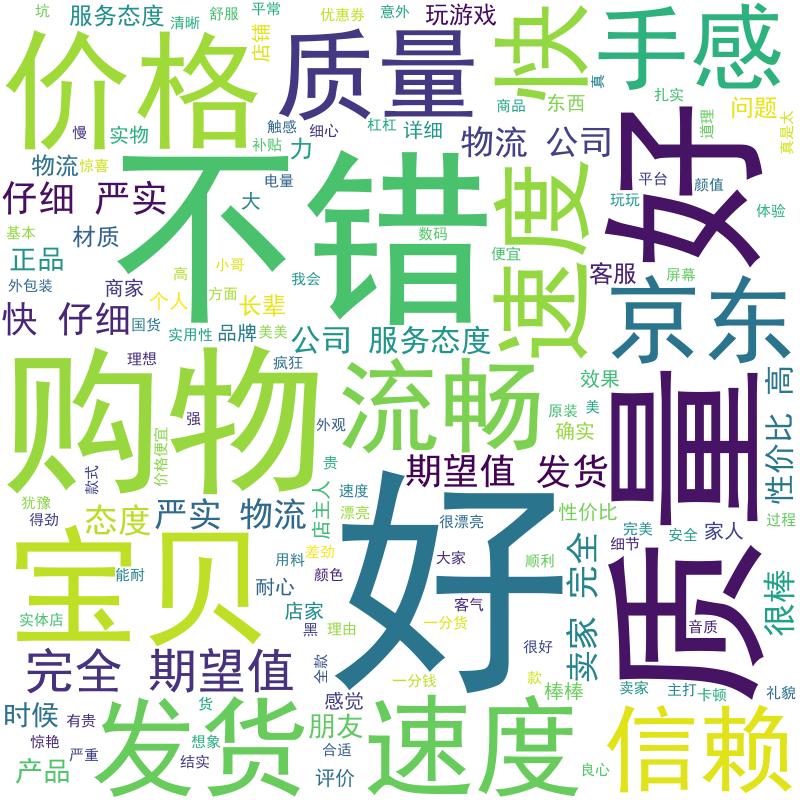 坑
服务态度
清晰
舒服
平常
优惠券
意外
玩游戏
价格
质量
快
手感
店铺
真
商品
东西
扎实
道理
问题
真是太
慢
实物
触感
细心
杠杠
详细
补贴
力
物流 公司
质量 好
物流
惊喜
不错
电量
大
仔细 严实
速度
平台
颜值
玩玩
体验
基本
材质
数码
便宜
正品
小哥
高
我会
客服
屏幕
外包装
商家
个人
方面
长辈
京东
快 仔细
国货
实用性
品牌
美美
公司 服务态度
购物
理想
疯狂
流畅
效果
性价比 高
强
外观
原装
美
确实
价格便宜
款式
贵
期望值 发货
犹豫
得劲
态度
严实 物流
店主人
速度
漂亮
很漂亮
性价比
完美
安全
家人
过程
细节
宝贝
差劲
好
大家
顺利
卖家 完全
用料
能耐
颜色
耐心
店家
客气
很棒
实体店
黑
理由
一分货
音质
很好
完全 期望值
全款
一分钱
款
棒棒
卖家
主打
卡顿
礼貌
时候
有贵
发货
货
感觉
朋友
速度
信赖
惊艳
想象
严重
结实
合适
产品
评价
良心